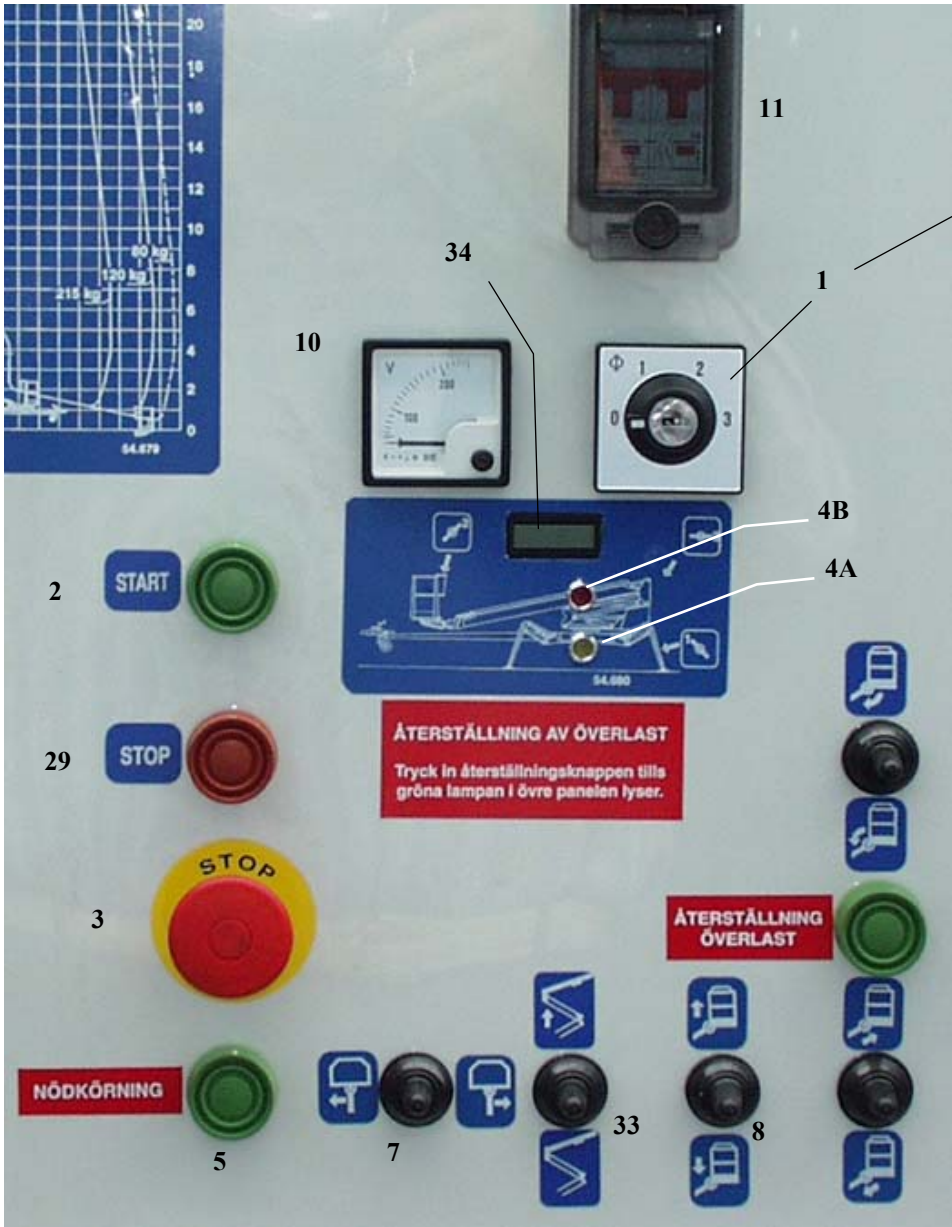 20
18
16
14
12
10
8
6
4
2
0
80 kg
120 kg
215 kg
54.679
11
34
1
10
V
100
200
0
1
2
3
4B
4A
2
START
3
2
1
54.680
29
STOP
ÅTERSTÄLLNING AV ÖVERLAST
Tryck in återställningsknappen tills
gröna lampan i övre panelen lyser.
3
STOP
ÅTERSTÄLLNING
ÖVERLAST
NÖDKÖRNING
5
7
33
8